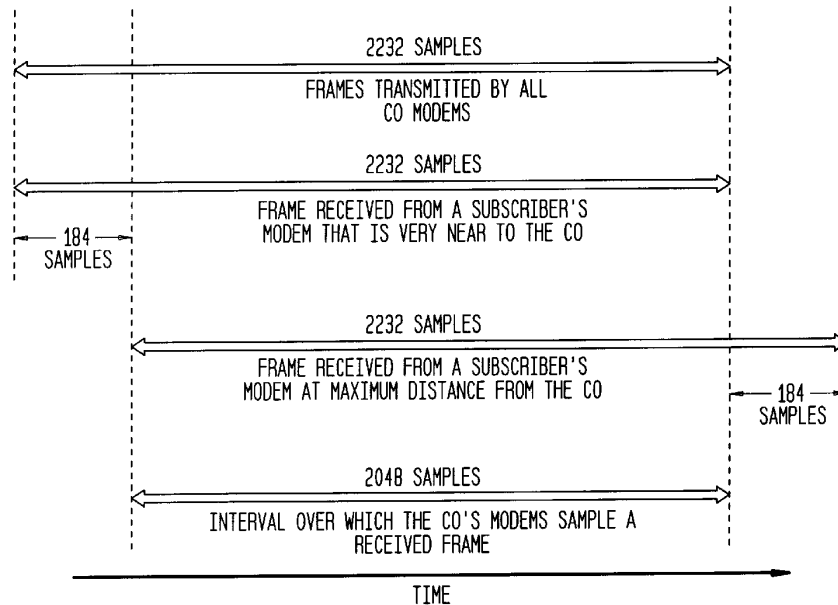 2232 SAMPLES
FRAMES TRANSMITTED BY ALL
CO MODEMS
2232 SAMPLES
FRAME RECEIVED FROM A SUBSCRIBER'S
MODEM THAT IS VERY NEAR TO THE CO
184
SAMPLES
2232 SAMPLES
FRAME RECEIVED FROM A SUBSCRIBER'S
MODEM AT MAXIMUM DISTANCE FROM THE CO
184
SAMPLES
2048 SAMPLES
INTERVAL OVER WHICH THE CO'S MODEMS SAMPLE A
RECEIVED FRAME
TIME